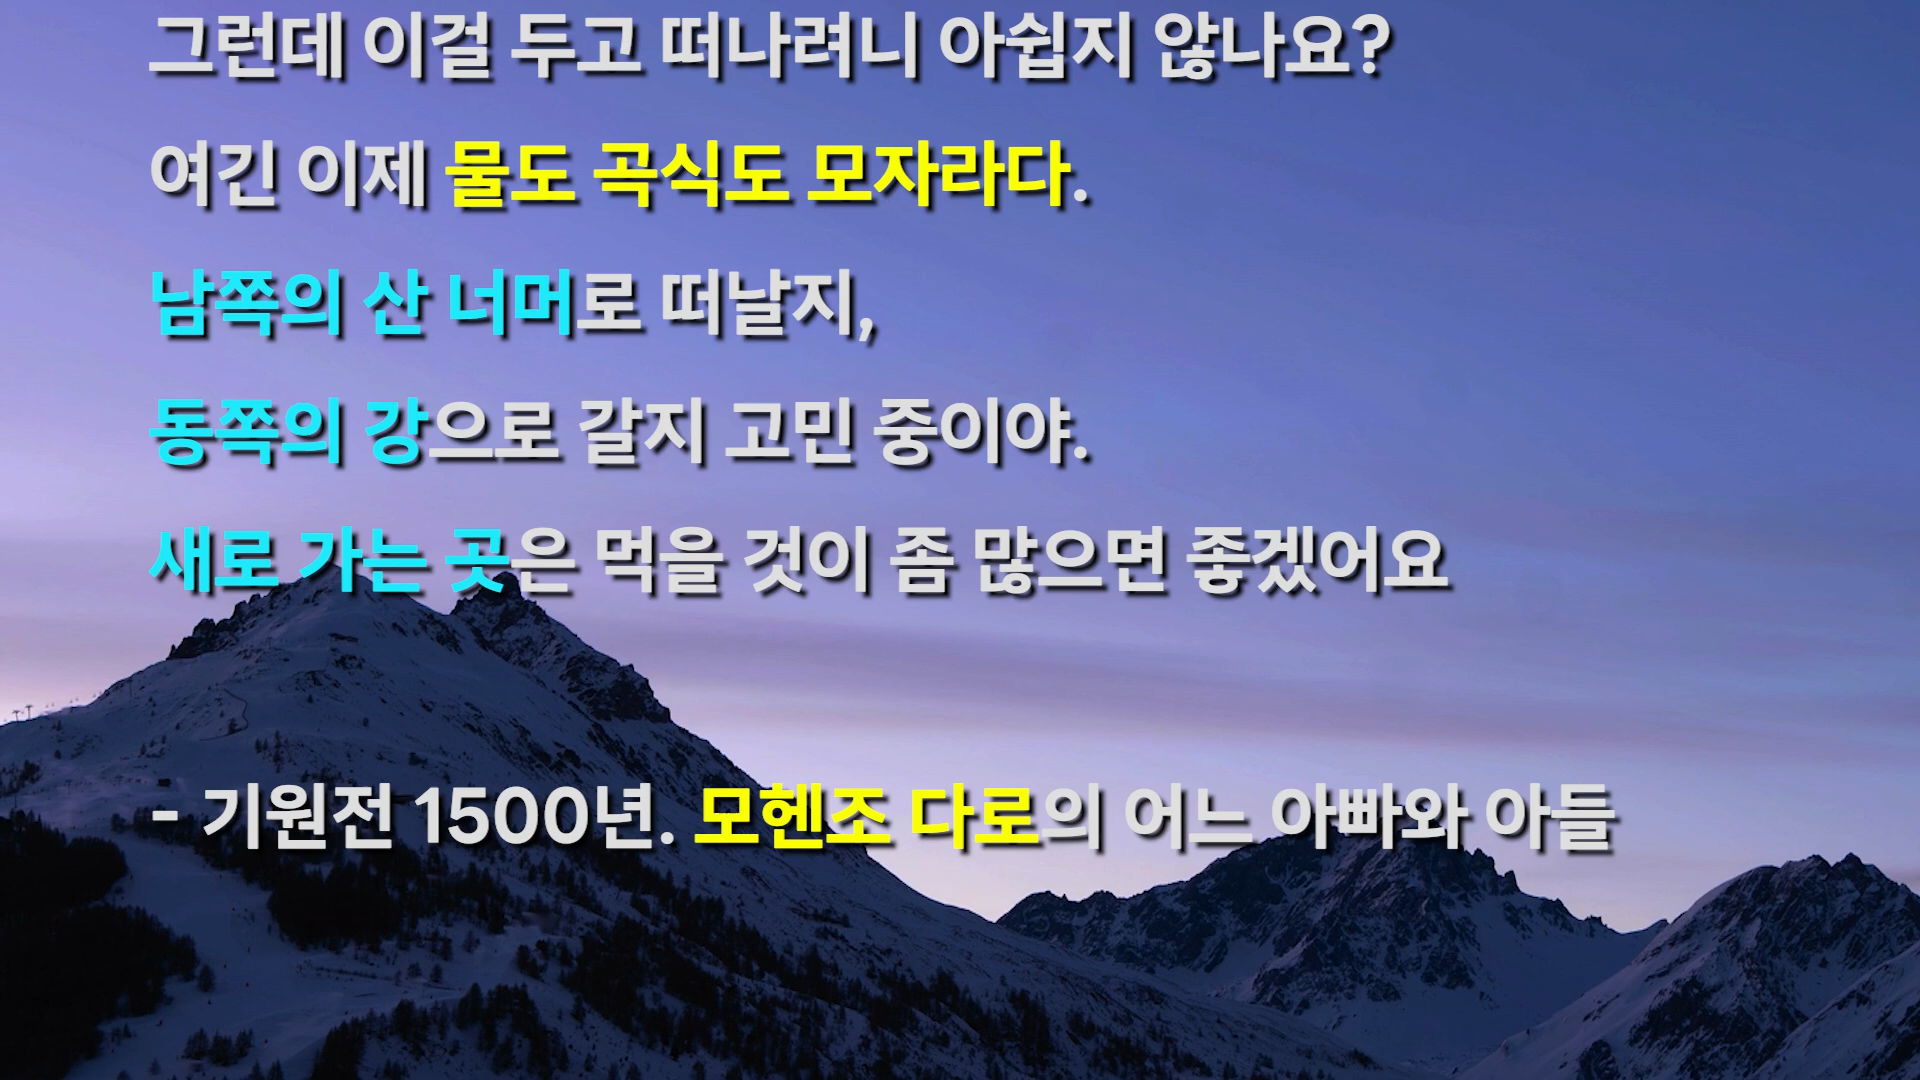 그런데 이걸 두고 떠나려니 아쉽지 않나요?
여긴 이제 물도 곡식도 모자라다.
남쪽의 산 너머로 떠날지,
동쪽의 강으로 갈지 고민 중이야.
새로 가는 곳은 먹을 것이 좀 많으면 좋겠어요
- 기원전 1500년. 모헨조 다로의 어느 아빠와 아들